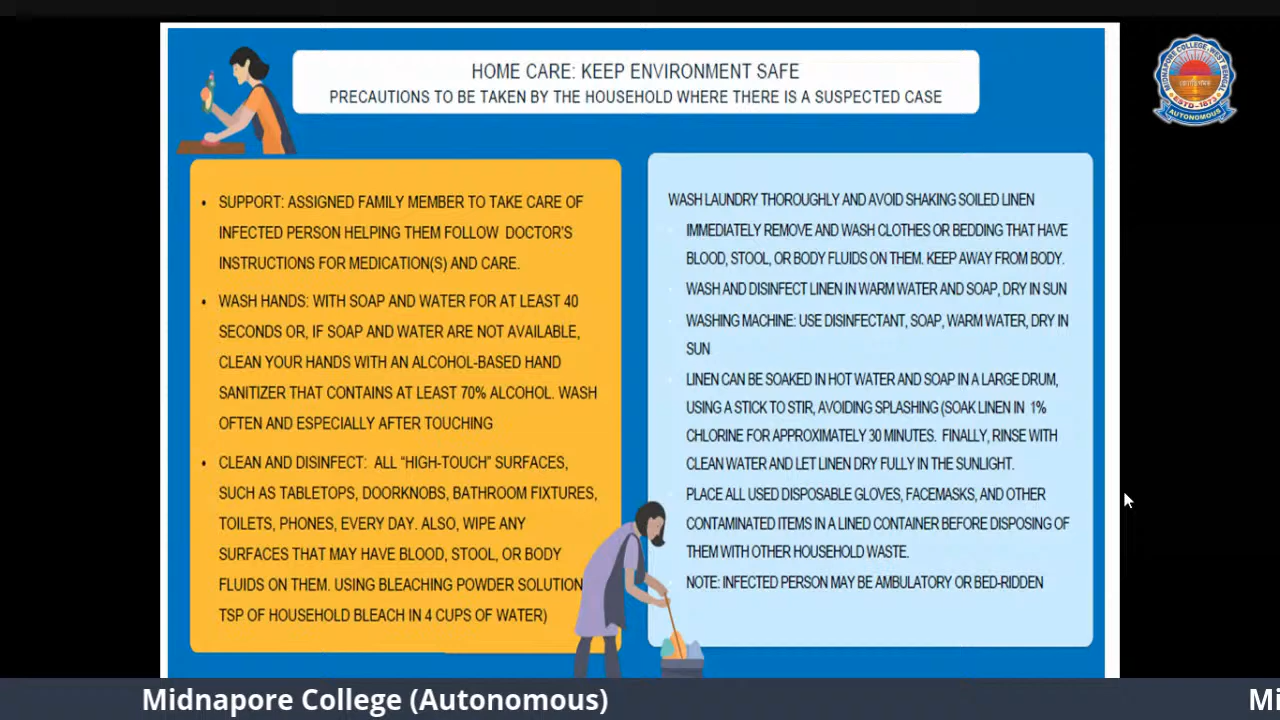 HOME CARE: KEEP ENVIRONMENT SAFE
PRECAUTIONS TO BE TAKEN BY THE HOUSEHOLD WHERE THERE IS A SUSPECTED CASE
• SUPPORT: ASSIGNED FAMILY MEMBER TO TAKE CARE OF
INFECTED PERSON HELPING THEM FOLLOW DOCTOR'S
INSTRUCTIONS FOR MEDICATION(S) AND CARE.
• WASH HANDS: WITH SOAP AND WATER FOR AT LEAST 40
SECONDS OR, IF SOAP AND WATER ARE NOT AVAILABLE,
CLEAN YOUR HANDS WITH AN ALCOHOL-BASED HAND
SANITIZER THAT CONTAINS AT LEAST 70% ALCOHOL. WASH
OFTEN AND ESPECIALLY AFTER TOUCHING
• CLEAN AND DISINFECT: ALL “HIGH-TOUCH” SURFACES,
SUCH AS TABLETOPS, DOORKNOBS, BATHROOM FIXTURES,
TOILETS, PHONES, EVERY DAY. ALSO, WIPE ANY
SURFACES THAT MAY HAVE BLOOD, STOOL, OR BODY
FLUIDS ON THEM. USING BLEACHING POWDER SOLUTION
TSP OF HOUSEHOLD BLEACH IN 4 CUPS OF WATER)
WASH LAUNDRY THOROUGHLY AND AVOID SHAKING SOILED LINEN
IMMEDIATELY REMOVE AND WASH CLOTHES OR BEDDING THAT HAVE
BLOOD, STOOL, OR BODY FLUIDS ON THEM. KEEP AWAY FROM BODY.
WASH AND DISINFECT LINEN IN WARM WATER AND SOAP, DRY IN SUN
WASHING MACHINE: USE DISINFECTANT, SOAP, WARM WATER, DRY IN
SUN
LINEN CAN BE SOAKED IN HOT WATER AND SOAP IN A LARGE DRUM,
USING A STICK TO STIR, AVOIDING SPLASHING (SOAK LINEN IN 1%
CHLORINE FOR APPROXIMATELY 30 MINUTES. FINALLY, RINSE WITH
CLEAN WATER AND LET LINEN DRY FULLY IN THE SUNLIGHT.
PLACE ALL USED DISPOSABLE GLOVES, FACEMASKS, AND OTHER
CONTAMINATED ITEMS IN A LINED CONTAINER BEFORE DISPOSING OF
THEM WITH OTHER HOUSEHOLD WASTE.
NOTE: INFECTED PERSON MAY BE AMBULATORY OR BED-RIDDEN
MIDNAPORE COLLEGE, WEST BENGAL
ESTD-1873
AUTONOMOUS
Midnapore College (Autonomous)
Mi